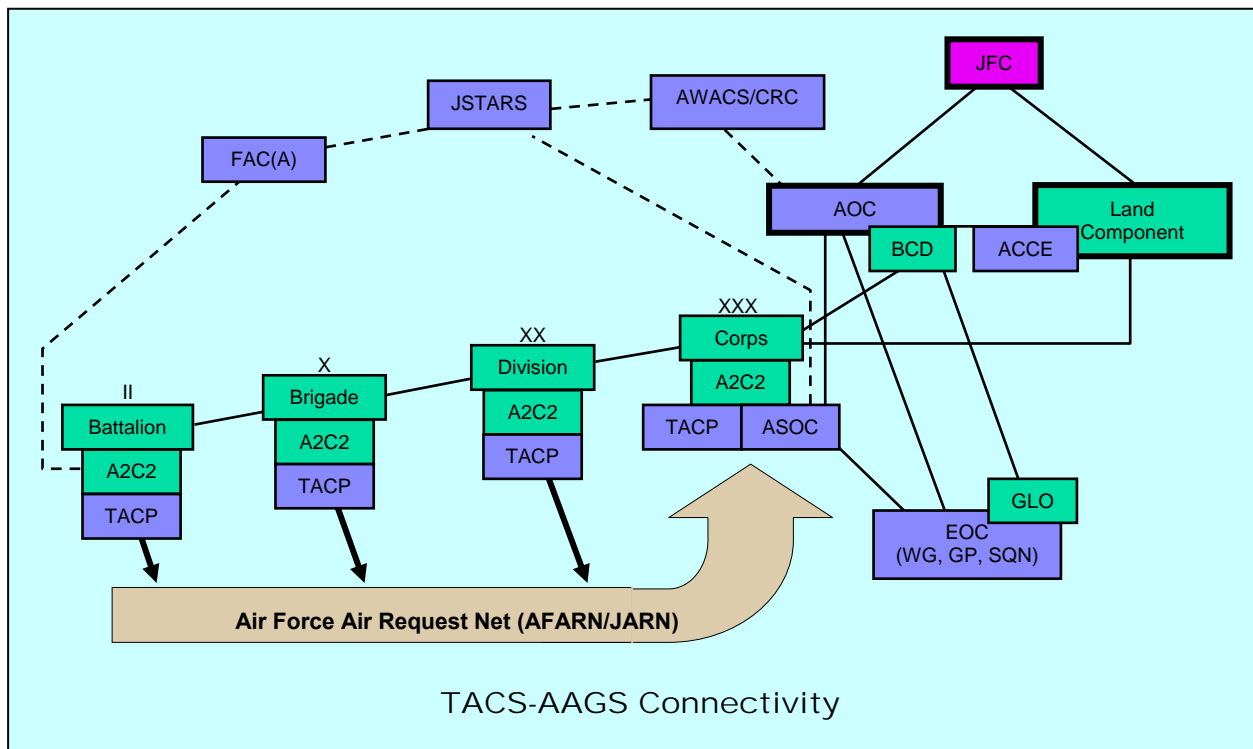 JFC
JSTARS
AWACS/CRC
FAC(A)
AOC
Land
Component
BCD
ACCE
XXX
Corps
A2C2
TACP
ASOC
XX
Division
A2C2
TACP
X
Brigade
A2C2
TACP
II
Battalion
A2C2
TACP
GLO
EOC
(WG, GP, SQN)
Air Force Air Request Net (AFARN/JARN)
TACS-AAGS Connectivity